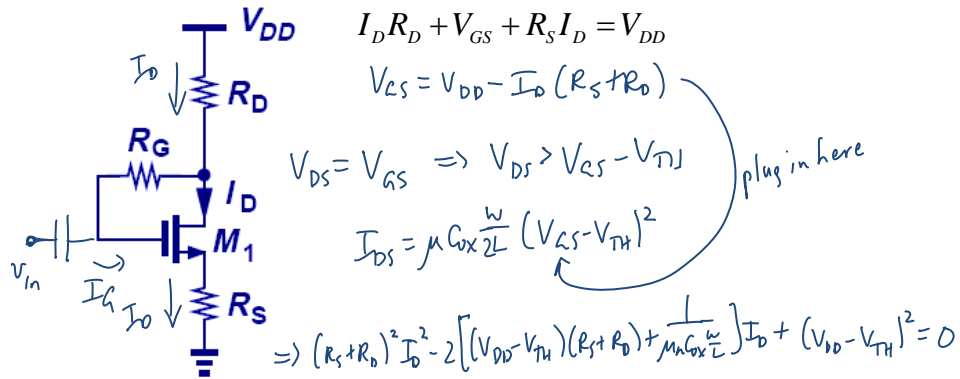 V_DD
I_D R_D + V_GS + R_S I_D = V_DD
I_D
R_D
V_GS = V_DD - I_D (R_S + R_D)
R_G
V_DS = V_GS => V_DS > V_GS - V_TH
plug in here
I_D
I_DS = μ C_ox W/2L (V_GS - V_TH)^2
M_1
v_in
I_G
I_D
R_S
=> (R_S + R_D)^2 I_D^2 - 2[(V_DD - V_TH)(R_S + R_D) + 1/(μ_n C_ox W/L)] I_D + (V_DD - V_TH)^2 = 0